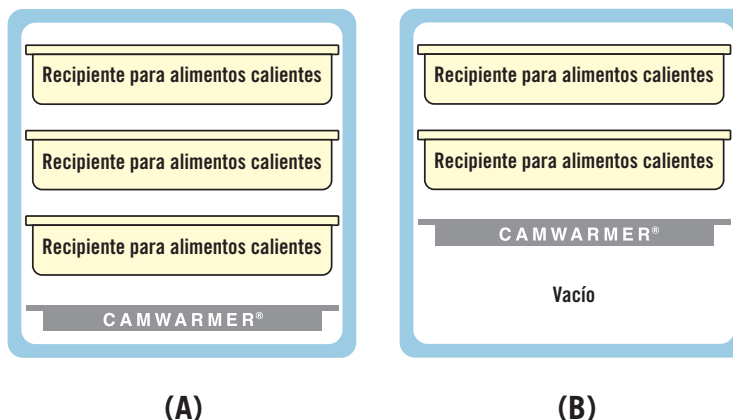 Recipiente para alimentos calientes
Recipiente para alimentos calientes
Recipiente para alimentos calientes
CAMWARMER®
(A)
Recipiente para alimentos calientes
Recipiente para alimentos calientes
CAMWARMER®
Vacío
(B)